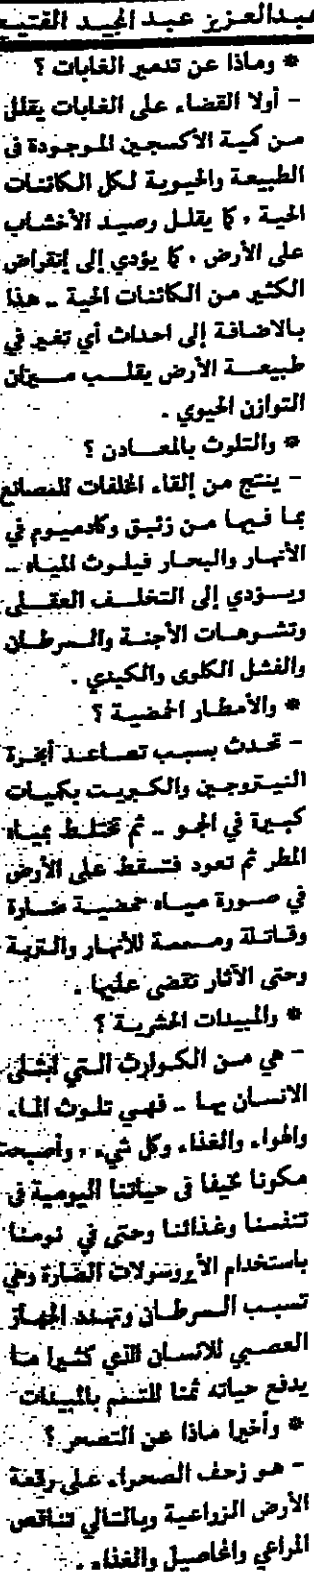 عبدالعزيز عبد المجيد الفتيح
* وماذا عن تدمير الغابات ؟
- أولا القضاء على الغابات يقلل
من كمية الأكسجين الموجودة في
الطبيعة والحيوية لكل الكائنات
الحية ، كما يقلل رصيد الأخشاب
على الأرض ، كما يؤدي إلى إنقراض
الكثير من الكائنات الحية .. هذا
بالاضافة إلى احداث أي تغير في
طبيعة الأرض يقلب ميزان
التوازن الحيوي .
* والتلوث بالمعادن ؟
- ينتج من إلقاء المخلفات للمصانع
بما فيها من زئبق وكادميوم في
الأنهار والبحار فيلوث المياه ..
ويؤدي إلى التخلف العقلي
وتشوهات الأجنة والسرطان
والفشل الكلوى والكبدي .
* والأمطار الحمضية ؟
- تحدث بسبب تصاعد أبخرة
النيتروجين والكبريت بكميات
كبيرة في الجو .. ثم تختلط بمياه
المطر ثم تعود فتسقط على الأرض
في صورة مياه حمضية ضارة
وقاتلة ومسممة للأنهار والتربة
وحتى الآثار تقضى عليها .
* والمبيدات الحشرية ؟
- هي من الكوارث التي ابتلى
الانسان بها .. فهي تلوث الماء
والهواء والغذاء وكل شيء ، وأصبحت
مكونا مخيفا في حياتنا اليومية في
تنفسنا وغذائنا وحتى في نومنا
باستخدام الأيروسولات الضارة وهي
تسبب السرطان وتهدد الجهاز
العصبي للانسان الذي كثيرا ما
يدفع حياته ثمنا للتسمم بالمبيدات
* وأخيرا ماذا عن التصحر ؟
- هو زحف الصحراء على رقعة
الأرض الزراعية وبالتالي تناقص
المراعي والمحاصيل والغذاء .